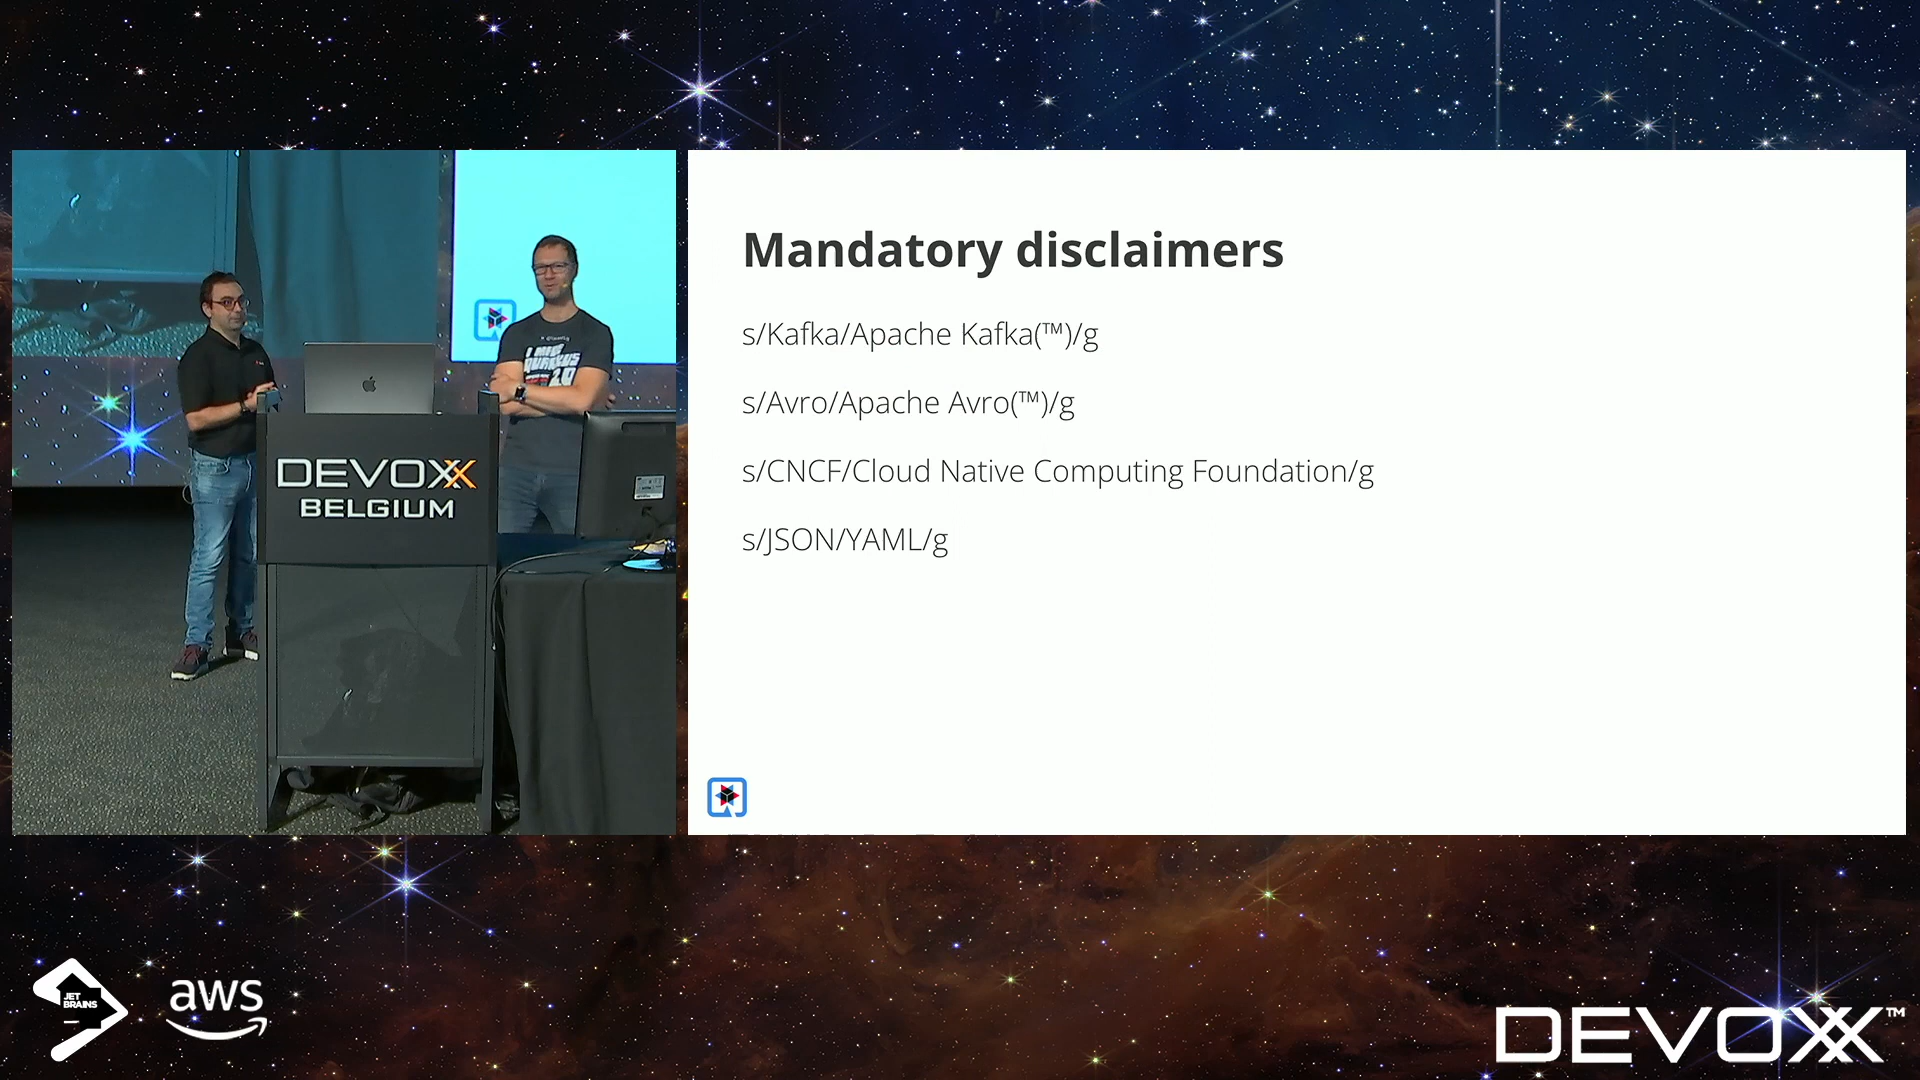 Mandatory disclaimers
s/Kafka/Apache Kafka(™)/g
s/Avro/Apache Avro(™)/g
s/CNCF/Cloud Native Computing Foundation/g
s/JSON/YAML/g
DEVOXX
BELGIUM
JET
BRAINS
aws
DEVOXX™